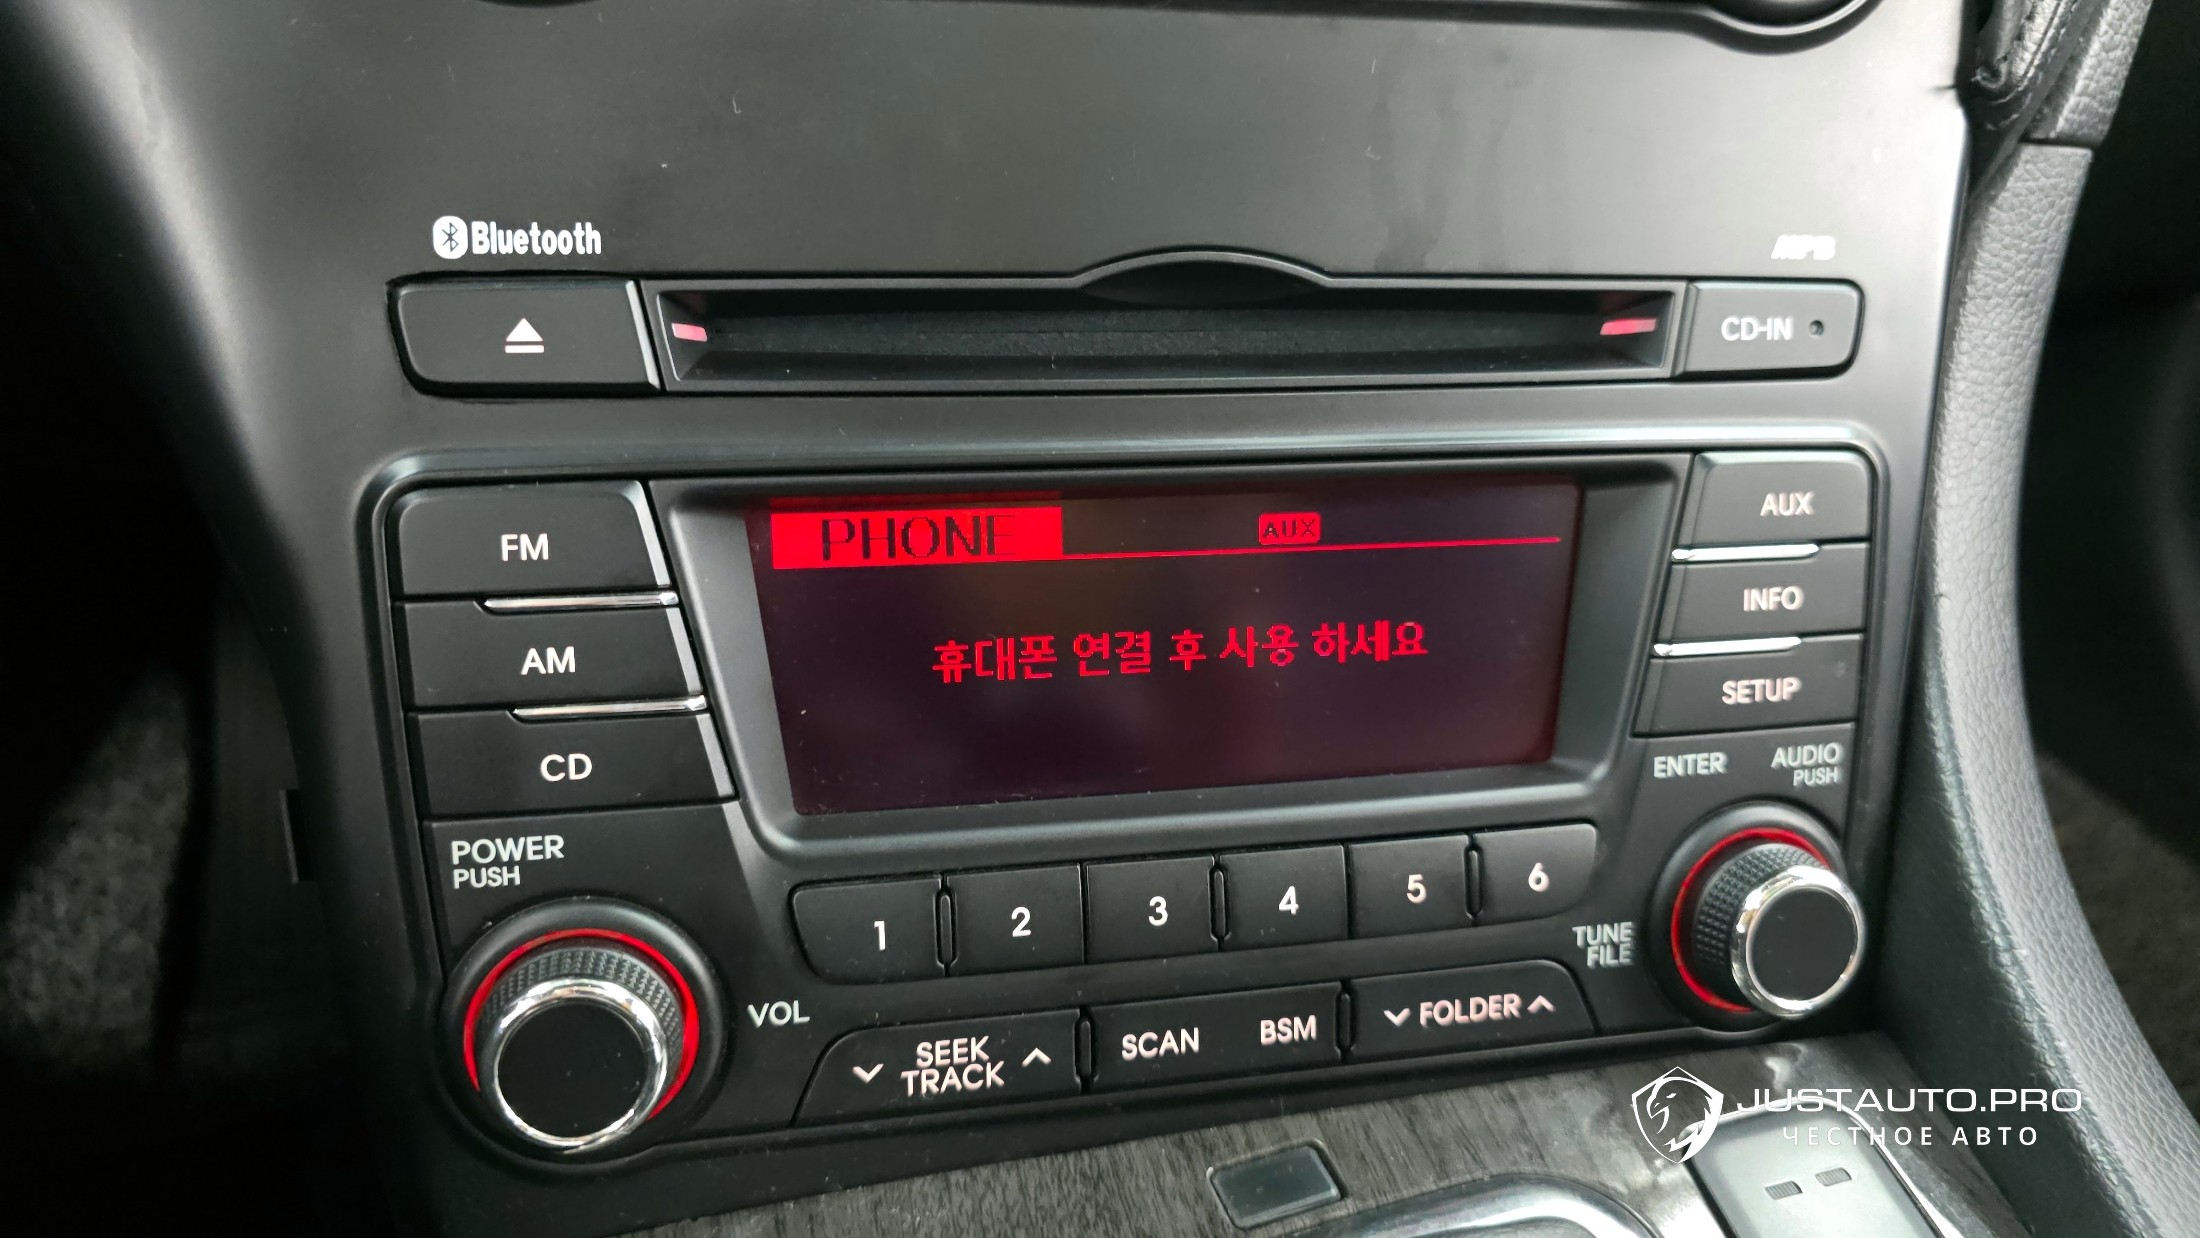 Bluetooth
MP3
CD-IN
FM
AM
CD
PHONE
AUX
휴대폰 연결 후 사용 하세요
AUX
INFO
SETUP
ENTER
AUDIO
PUSH
POWER
PUSH
VOL
1
2
3
4
5
6
TUNE
FILE
SEEK
TRACK
SCAN
BSM
FOLDER
JUSTAUTO.PRO
ЧЕСТНОЕ АВТО